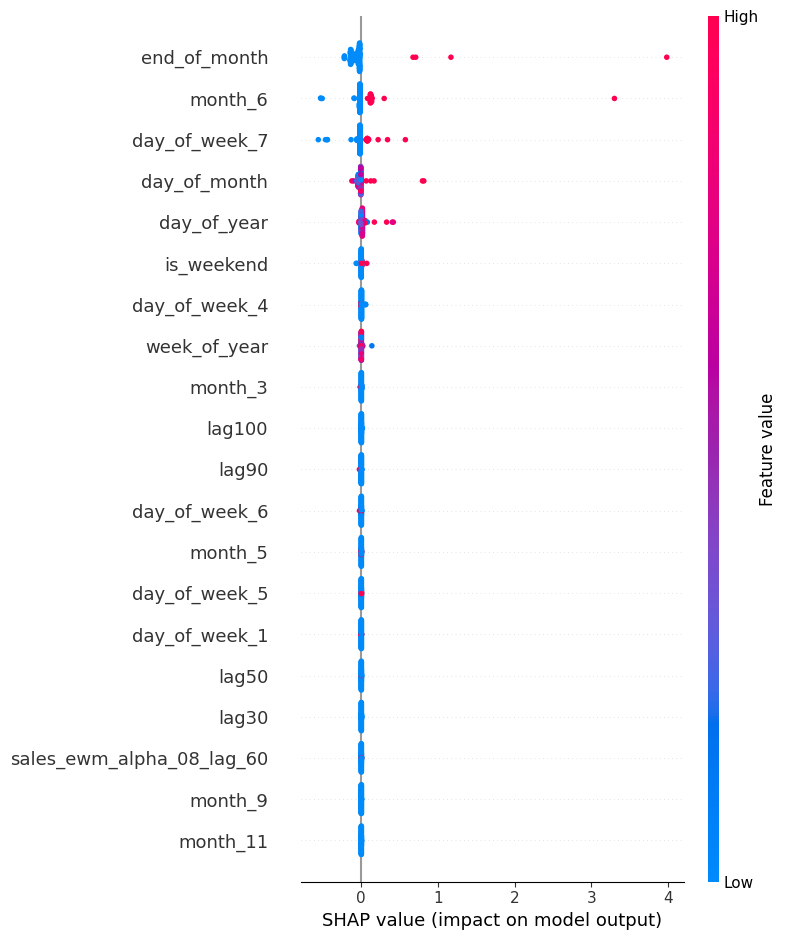 High
end_of_month
month_6
day_of_week_7
day_of_month
day_of_year
is_weekend
day_of_week_4
week_of_year
month_3
lag100
lag90
day_of_week_6
month_5
day_of_week_5
day_of_week_1
lag50
lag30
sales_ewm_alpha_08_lag_60
month_9
month_11
Feature value
Low
0 1 2 3 4
SHAP value (impact on model output)